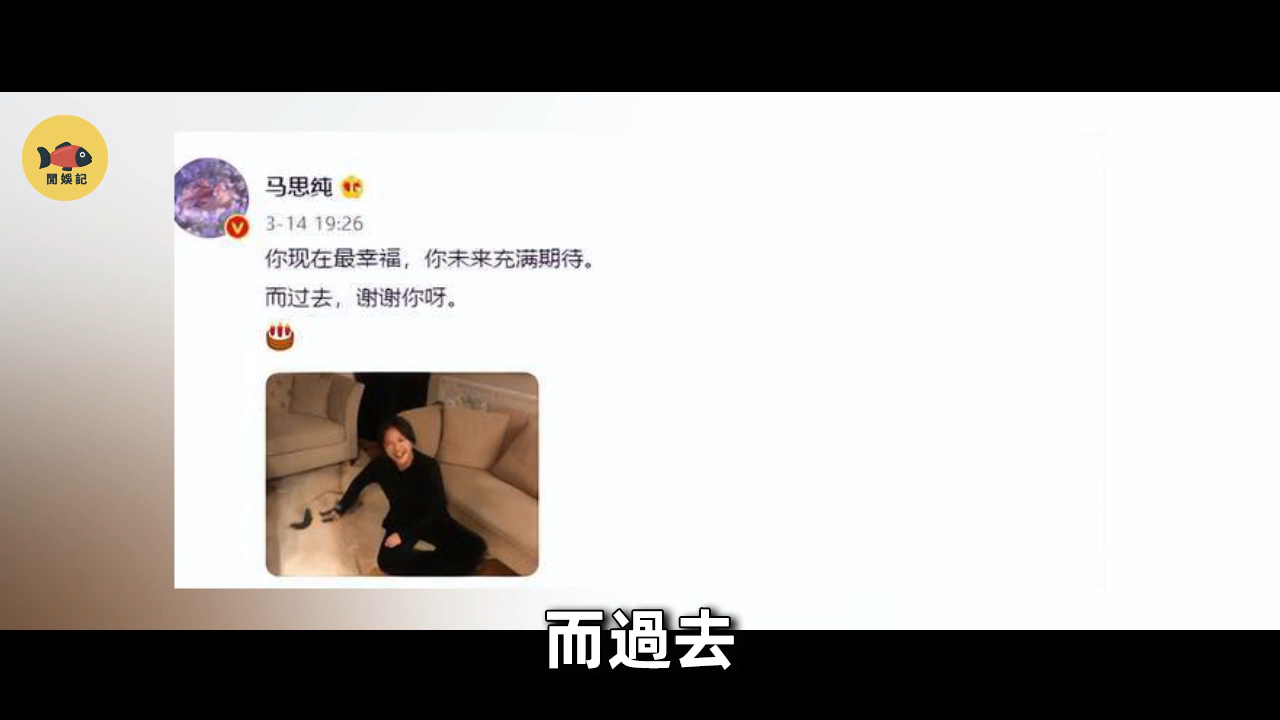 閒娛記
马思纯
3-14 19:26
你现在最幸福，你未来充满期待。
而过去，谢谢你呀。
而過去